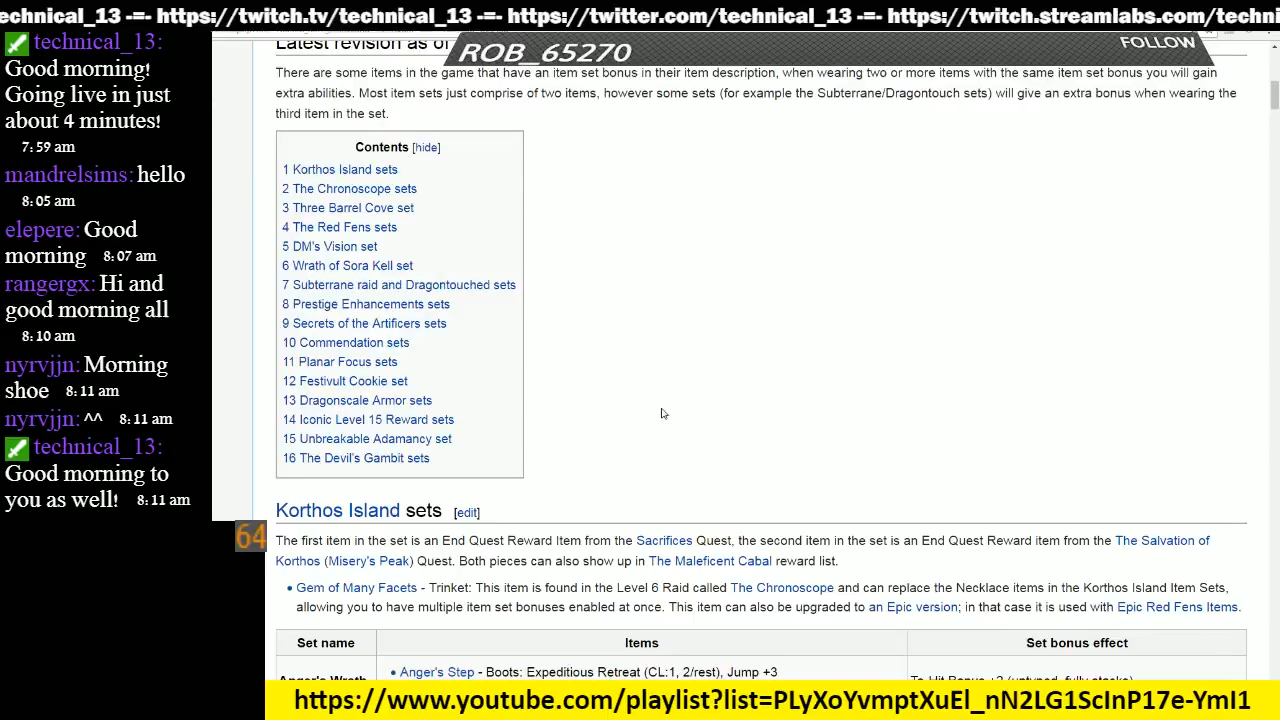 technical_13 -=- https://twitch.tv/technical_13 -=- https://twitter.com/technical_13 -=- https://twitch.streamlabs.com/techni
technical_13:
Good morning!
Going live in just
about 4 minutes!
7:59 am
mandrelsims: hello
8:05 am
elepere: Good
morning 8:07 am
rangergx: Hi and
good morning all
8:10 am
nyrvjjn: Morning
shoe 8:11 am
nyrvjjn: ^^ 8:11 am
technical_13:
Good morning to
you as well! 8:11 am
64
Latest revision as of
ROB_65270
FOLLOW
There are some items in the game that have an item set bonus in their item description, when wearing two or more items with the same item set bonus you will gain
extra abilities. Most item sets just comprise of two items, however some sets (for example the Subterrane/Dragontouch sets) will give an extra bonus when wearing the
third item in the set.
Contents [hide]
1 Korthos Island sets
2 The Chronoscope sets
3 Three Barrel Cove set
4 The Red Fens sets
5 DM's Vision set
6 Wrath of Sora Kell set
7 Subterrane raid and Dragontouched sets
8 Prestige Enhancements sets
9 Secrets of the Artificers sets
10 Commendation sets
11 Planar Focus sets
12 Festivult Cookie set
13 Dragonscale Armor sets
14 Iconic Level 15 Reward sets
15 Unbreakable Adamancy set
16 The Devil's Gambit sets
Korthos Island sets [edit]
The first item in the set is an End Quest Reward Item from the Sacrifices Quest, the second item in the set is an End Quest Reward item from the The Salvation of
Korthos (Misery's Peak) Quest. Both pieces can also show up in The Maleficent Cabal reward list.
• Gem of Many Facets - Trinket: This item is found in the Level 6 Raid called The Chronoscope and can replace the Necklace items in the Korthos Island Item Sets,
allowing you to have multiple item set bonuses enabled at once. This item can also be upgraded to an Epic version; in that case it is used with Epic Red Fens Items.
Set name Items Set bonus effect
• Anger's Step - Boots: Expeditious Retreat (CL:1, 2/rest), Jump +3
Anger's Wrath To-Hit Bonus +2 (untyped, fully stacks)
https://www.youtube.com/playlist?list=PLyXoYvmptXuEl_nN2LG1ScInP17e-YmI1